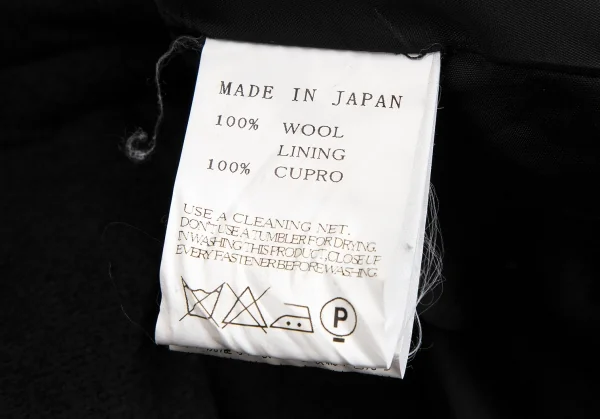 MADE IN JAPAN
100% WOOL
LINING
100% CUPRO
USE A CLEANING NET.
DON'T USE A TUMBLER FOR DRYING.
IN WASHING THIS PRODUCT, CLOSE UP
EVERY FASTENER BEFORE WASHING.
P